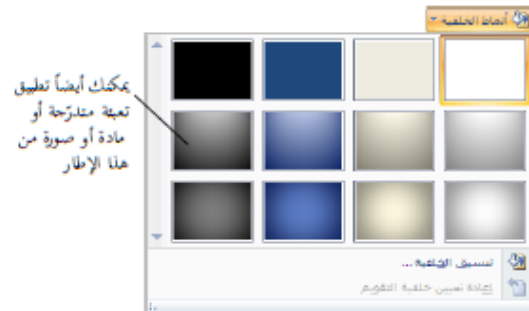 أنماط الخلفية
يمكنك أيضاً تطبيق
تعبئة متدرّجة أو
مادة أو صورة من
هذا الإطار
تنسيق الخلفية ...
إعادة تعيين خلفية التقويم